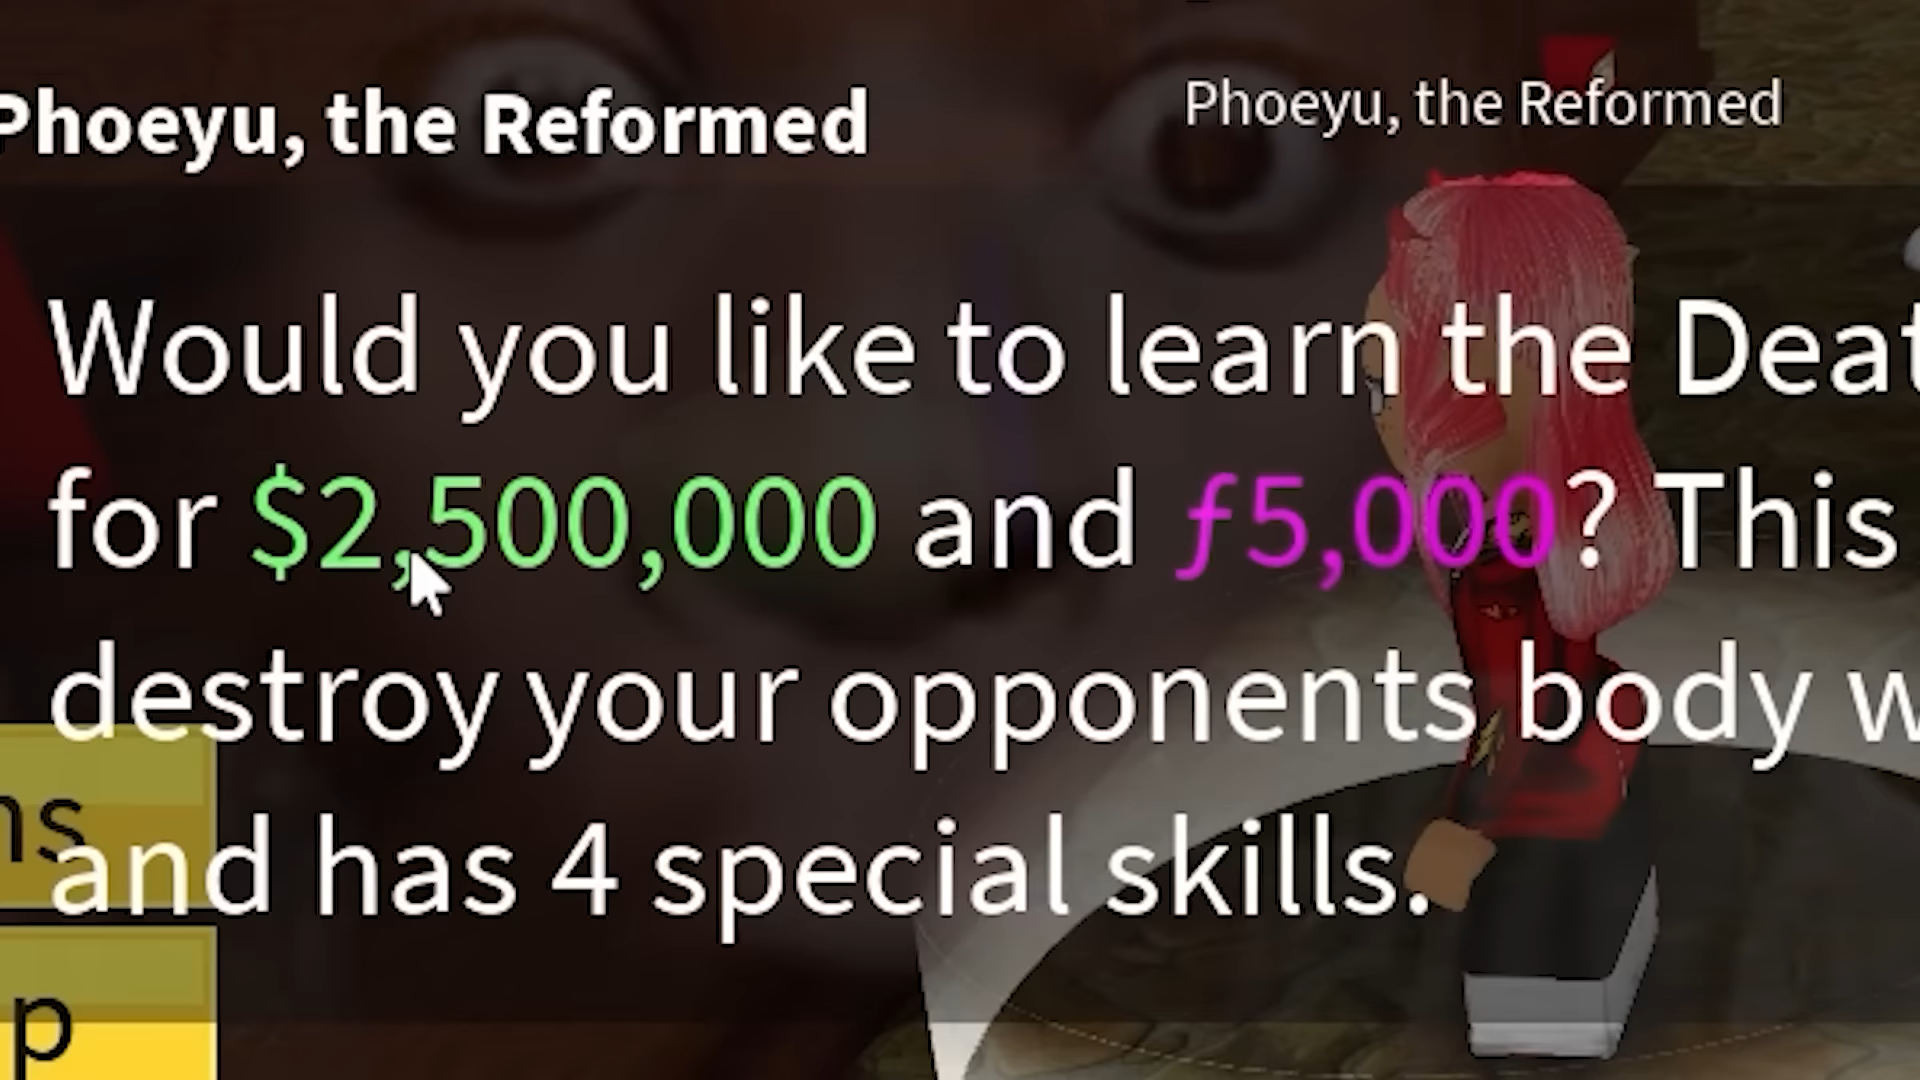 Phoeyu, the Reformed
Phoeyu, the Reformed
Would you like to learn the
for $2,500,000 and ƒ5,000? This
destroy your opponents body
and has 4 special skills.